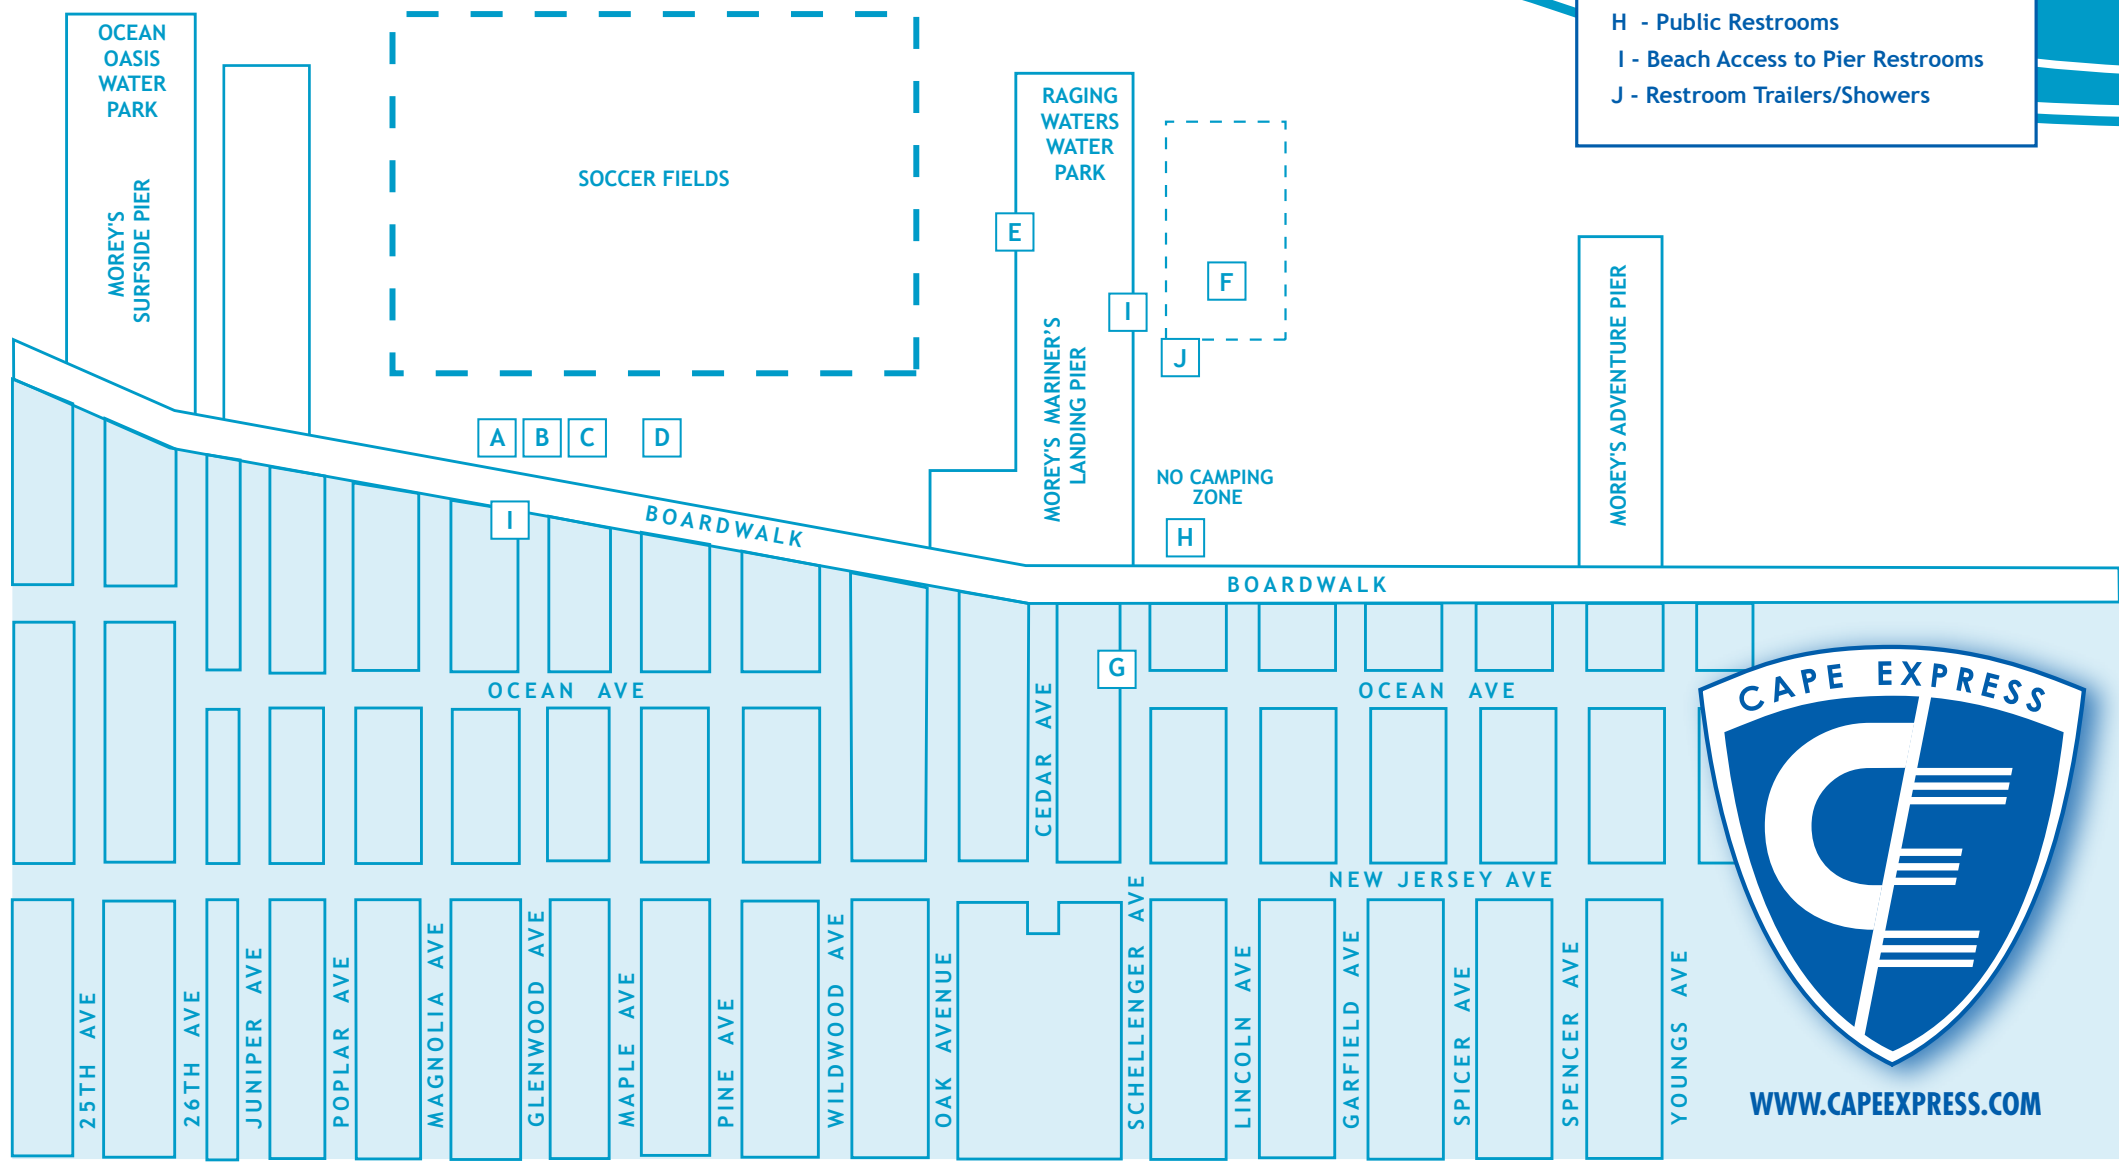 OCEAN
OASIS
WATER
PARK
MOREY'S
SURFSIDE PIER
SOCCER FIELDS
RAGING
WATERS
WATER
PARK
H - Public Restrooms
I - Beach Access to Pier Restrooms
J - Restroom Trailers/Showers
E
F
I
J
MOREY'S MARINER'S
LANDING PIER
MOREY'S ADVENTURE PIER
A
B
C
D
NO CAMPING
ZONE
H
I
BOARDWALK
BOARDWALK
G
OCEAN AVE
OCEAN AVE
CEDAR AVE
NEW JERSEY AVE
25TH AVE
26TH AVE
JUNIPER AVE
POPLAR AVE
MAGNOLIA AVE
GLENWOOD AVE
MAPLE AVE
PINE AVE
WILDWOOD AVE
OAK AVENUE
SCHELLENGER AVE
LINCOLN AVE
GARFIELD AVE
SPICER AVE
SPENCER AVE
YOUNGS AVE
CAPE EXPRESS
CE
WWW.CAPEEXPRESS.COM